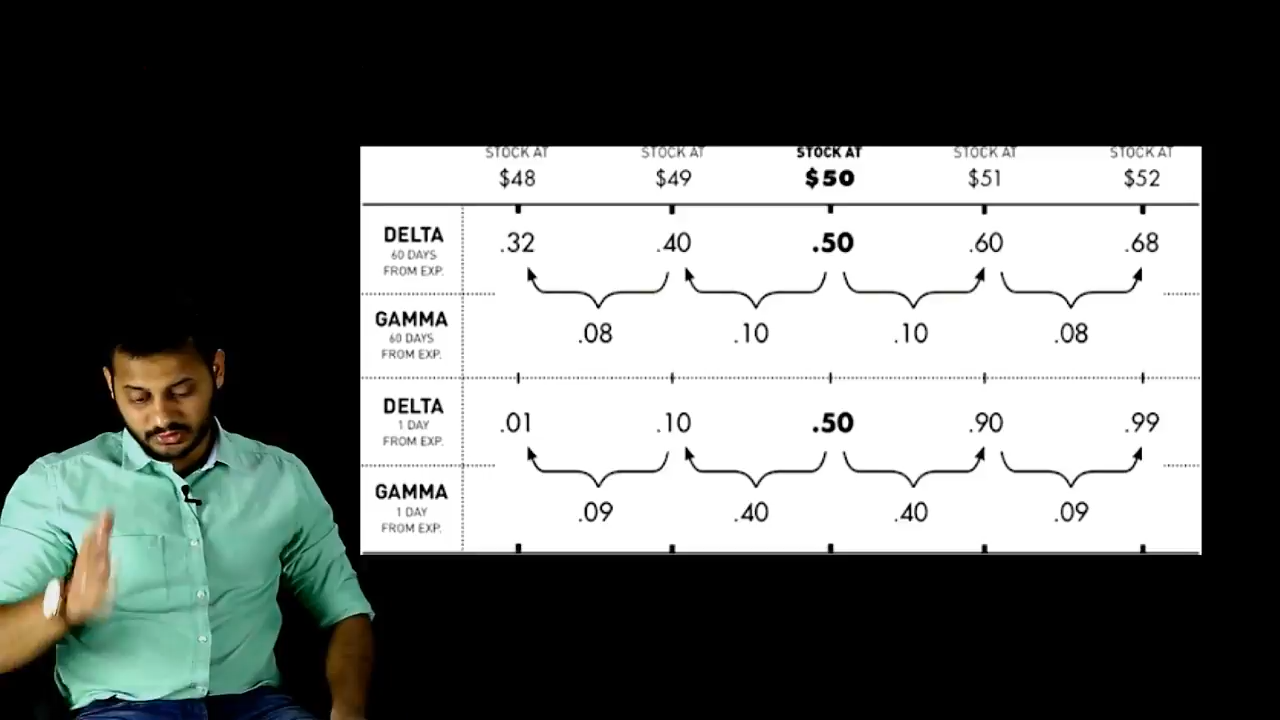 STOCK AT STOCK AT STOCK AT STOCK AT STOCK AT
$48 $49 $50 $51 $52
DELTA
60 DAYS
FROM EXP.
.32 .40 .50 .60 .68
GAMMA
60 DAYS
FROM EXP.
.08 .10 .10 .08
DELTA
1 DAY
FROM EXP.
.01 .10 .50 .90 .99
GAMMA
1 DAY
FROM EXP.
.09 .40 .40 .09